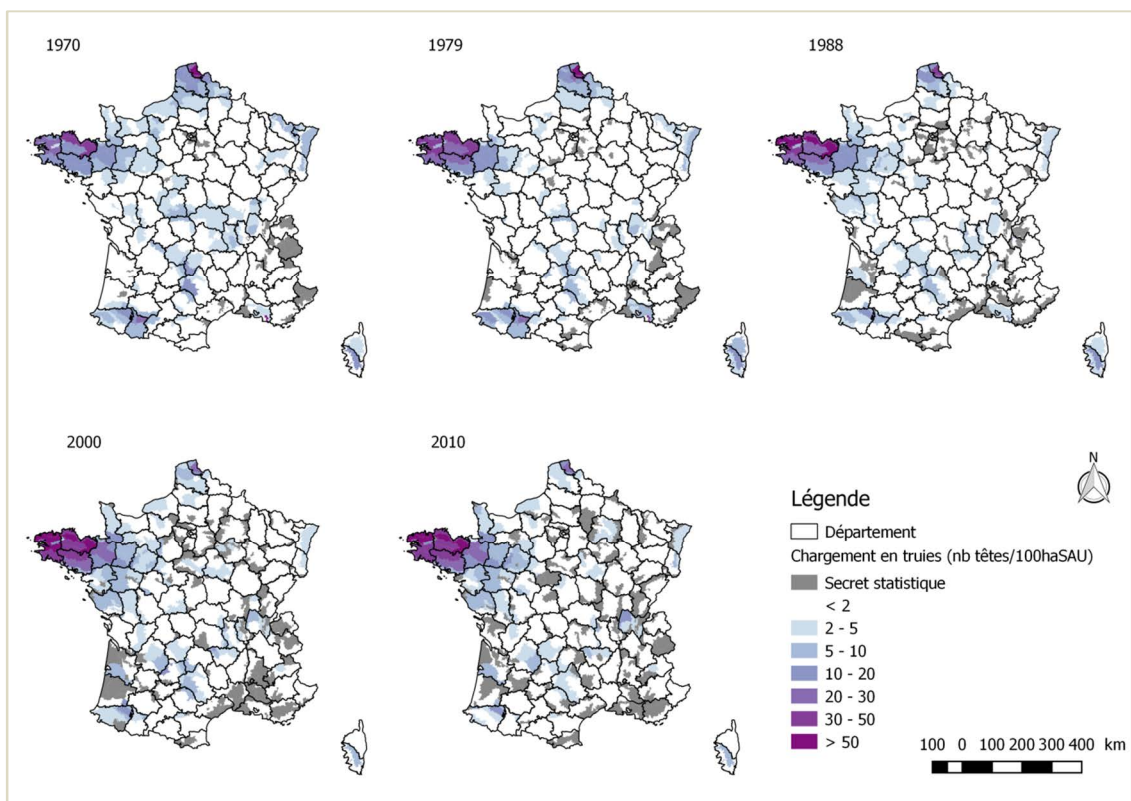 1970
1979
1988
2000
2010
N
Légende
Département
Chargement en truies (nb têtes/100haSAU)
Secret statistique
< 2
2 - 5
5 - 10
10 - 20
20 - 30
30 - 50
> 50
100 0 100 200 300 400 km